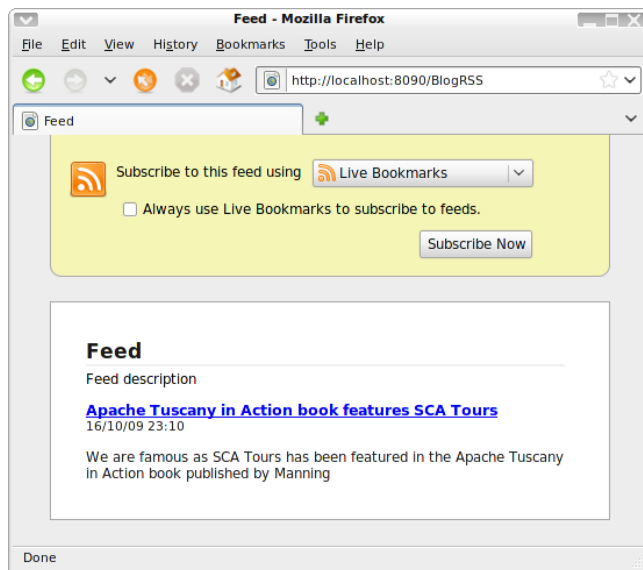 Feed - Mozilla Firefox
File Edit View History Bookmarks Tools Help
http://localhost:8090/BlogRSS
Feed
Subscribe to this feed using Live Bookmarks
Always use Live Bookmarks to subscribe to feeds.
Subscribe Now
Feed
Feed description
Apache Tuscany in Action book features SCA Tours
16/10/09 23:10
We are famous as SCA Tours has been featured in the Apache Tuscany
in Action book published by Manning
Done